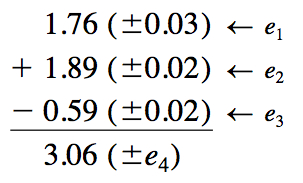 1.76 (±0.03) ← e₁
+ 1.89 (±0.02) ← e₂
− 0.59 (±0.02) ← e₃
3.06 (±e₄)